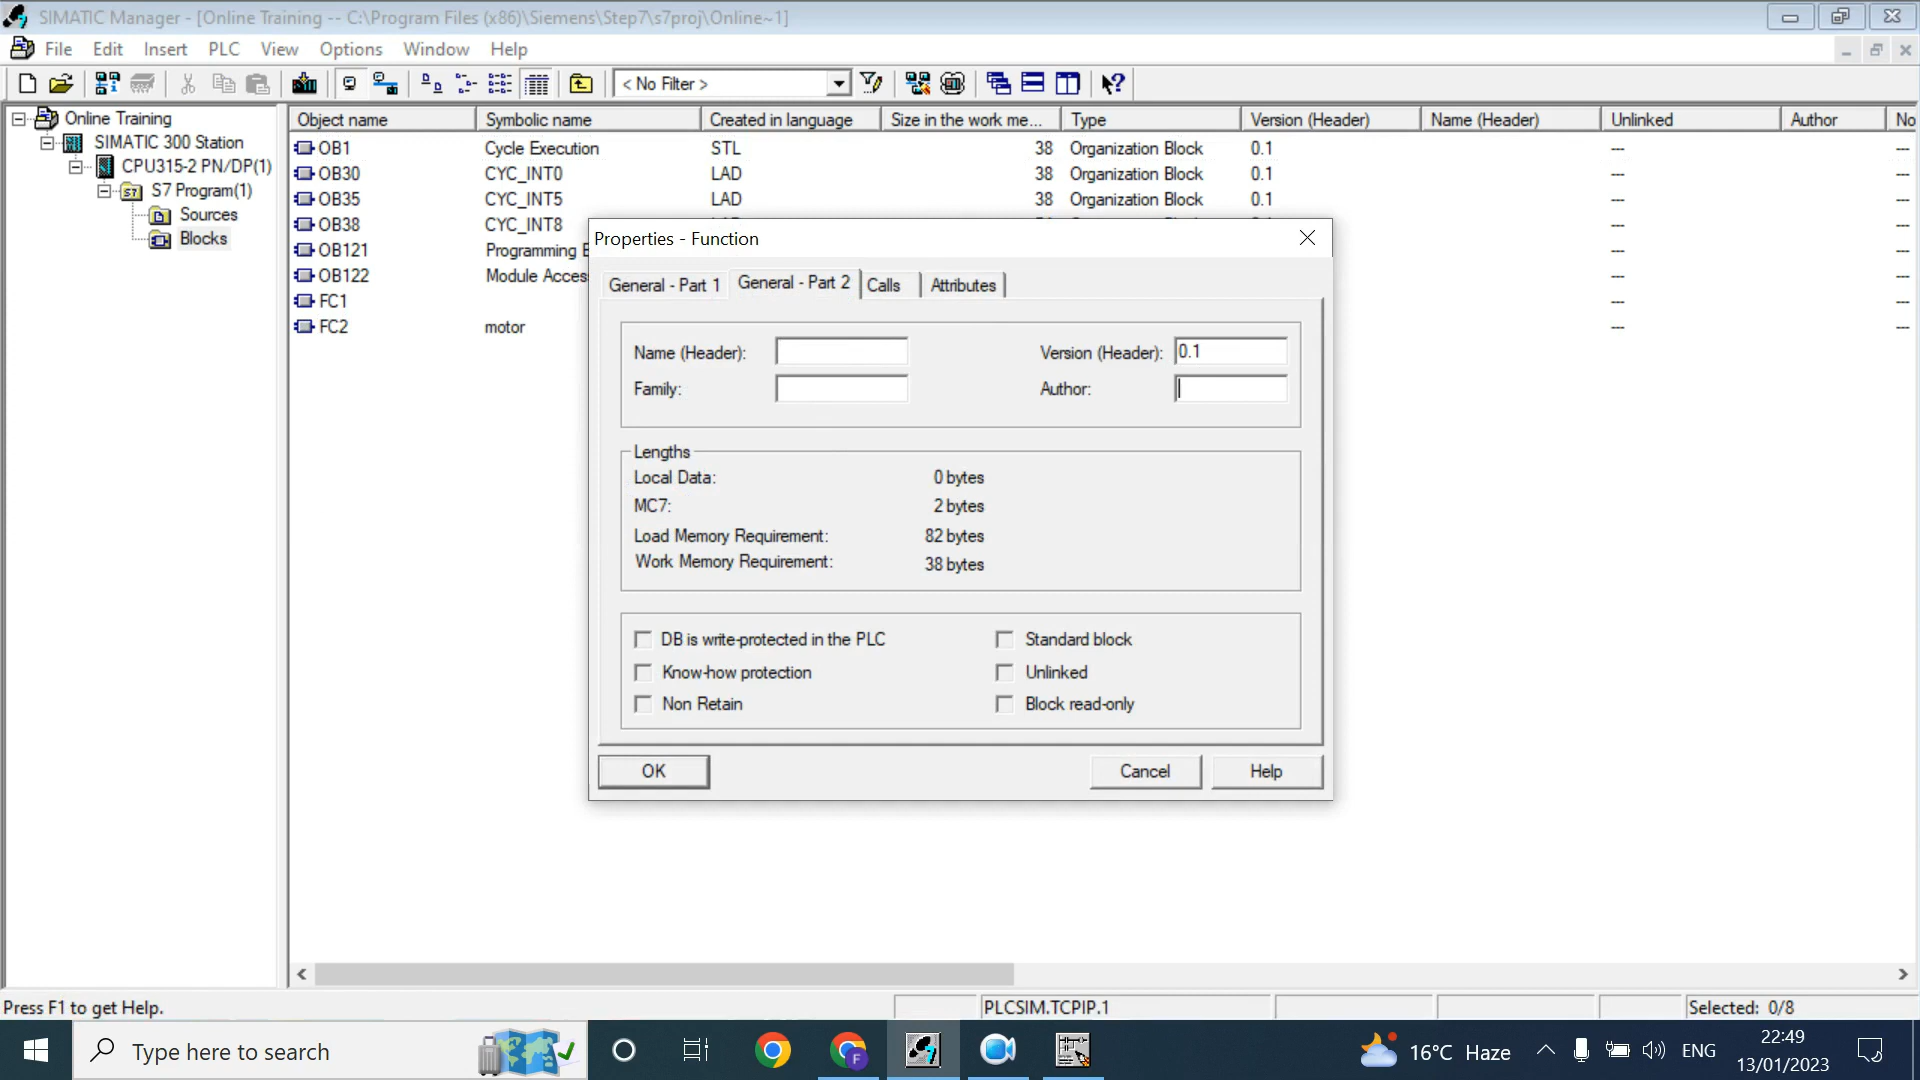 SIMATIC Manager - [Online Training -- C:\Program Files (x86)\Siemens\Step7\s7proj\Online~1]
File Edit Insert PLC View Options Window Help
< No Filter >
Online Training
SIMATIC 300 Station
CPU315-2 PN/DP(1)
S7 Program(1)
Sources
Blocks
Object name Symbolic name Created in language Size in the work me... Type Version (Header) Name (Header) Unlinked Author No
OB1 Cycle Execution STL 38 Organization Block 0.1 --- ---
OB30 CYC_INT0 LAD 38 Organization Block 0.1 --- ---
OB35 CYC_INT5 LAD 38 Organization Block 0.1 --- ---
OB38 CYC_INT8 --- ---
OB121 Programming --- ---
OB122 Module Acces --- ---
FC1 --- ---
FC2 motor --- ---
Properties - Function
General - Part 1 General - Part 2 Calls Attributes
Name (Header): Version (Header): 0.1
Family: Author:
Lengths
Local Data: 0 bytes
MC7: 2 bytes
Load Memory Requirement: 82 bytes
Work Memory Requirement: 38 bytes
DB is write-protected in the PLC Standard block
Know-how protection Unlinked
Non Retain Block read-only
OK Cancel Help
Press F1 to get Help. PLCSIM.TCPIP.1 Selected: 0/8
Type here to search
F
16°C Haze ENG
22:49
13/01/2023